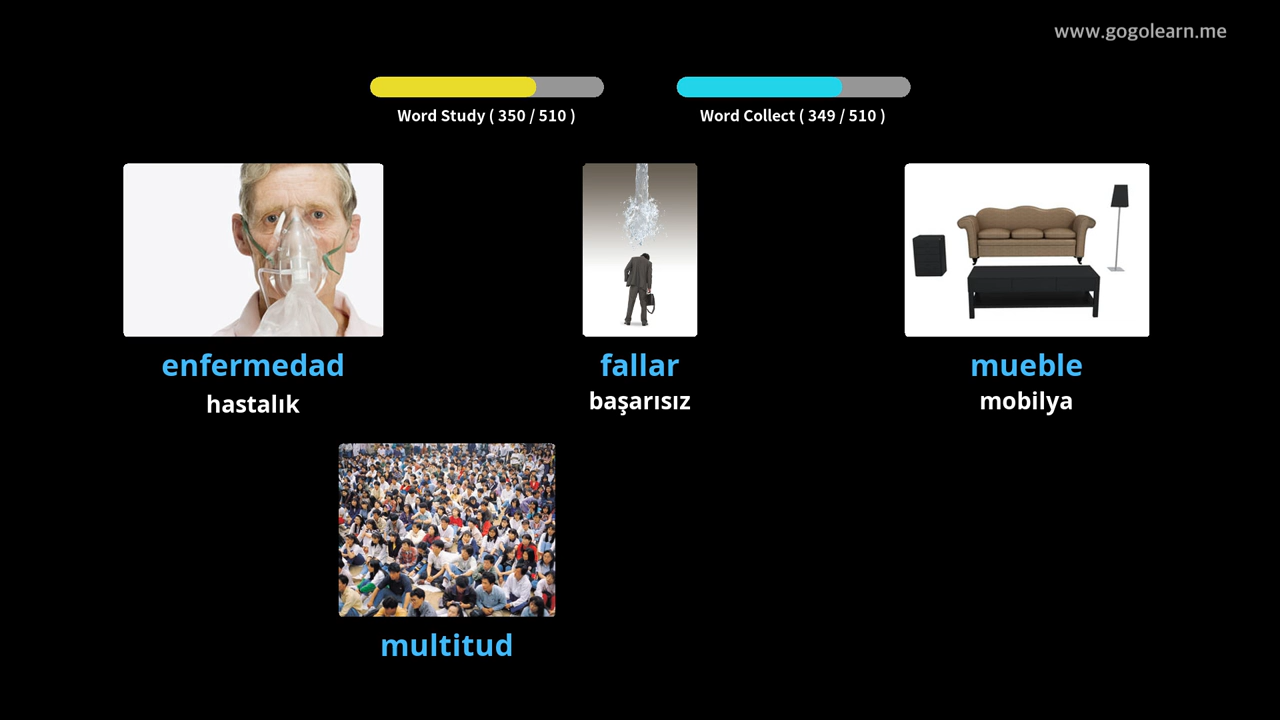 www.gogolearn.me
Word Study ( 350 / 510 )
Word Collect ( 349 / 510 )
enfermedad
hastalık
fallar
başarısız
mueble
mobilya
multitud